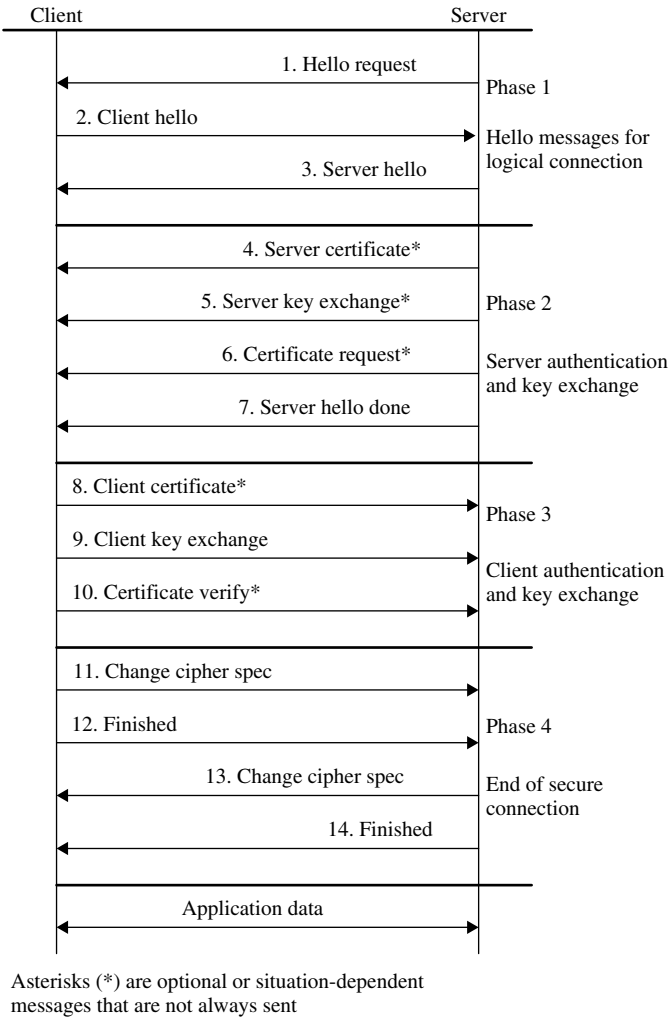 Client
Server
1. Hello request
Phase 1
2. Client hello
Hello messages for
logical connection
3. Server hello
4. Server certificate*
5. Server key exchange*
Phase 2
6. Certificate request*
Server authentication
and key exchange
7. Server hello done
8. Client certificate*
Phase 3
9. Client key exchange
Client authentication
and key exchange
10. Certificate verify*
11. Change cipher spec
12. Finished
Phase 4
13. Change cipher spec
End of secure
connection
14. Finished
Application data
Asterisks (*) are optional or situation-dependent
messages that are not always sent